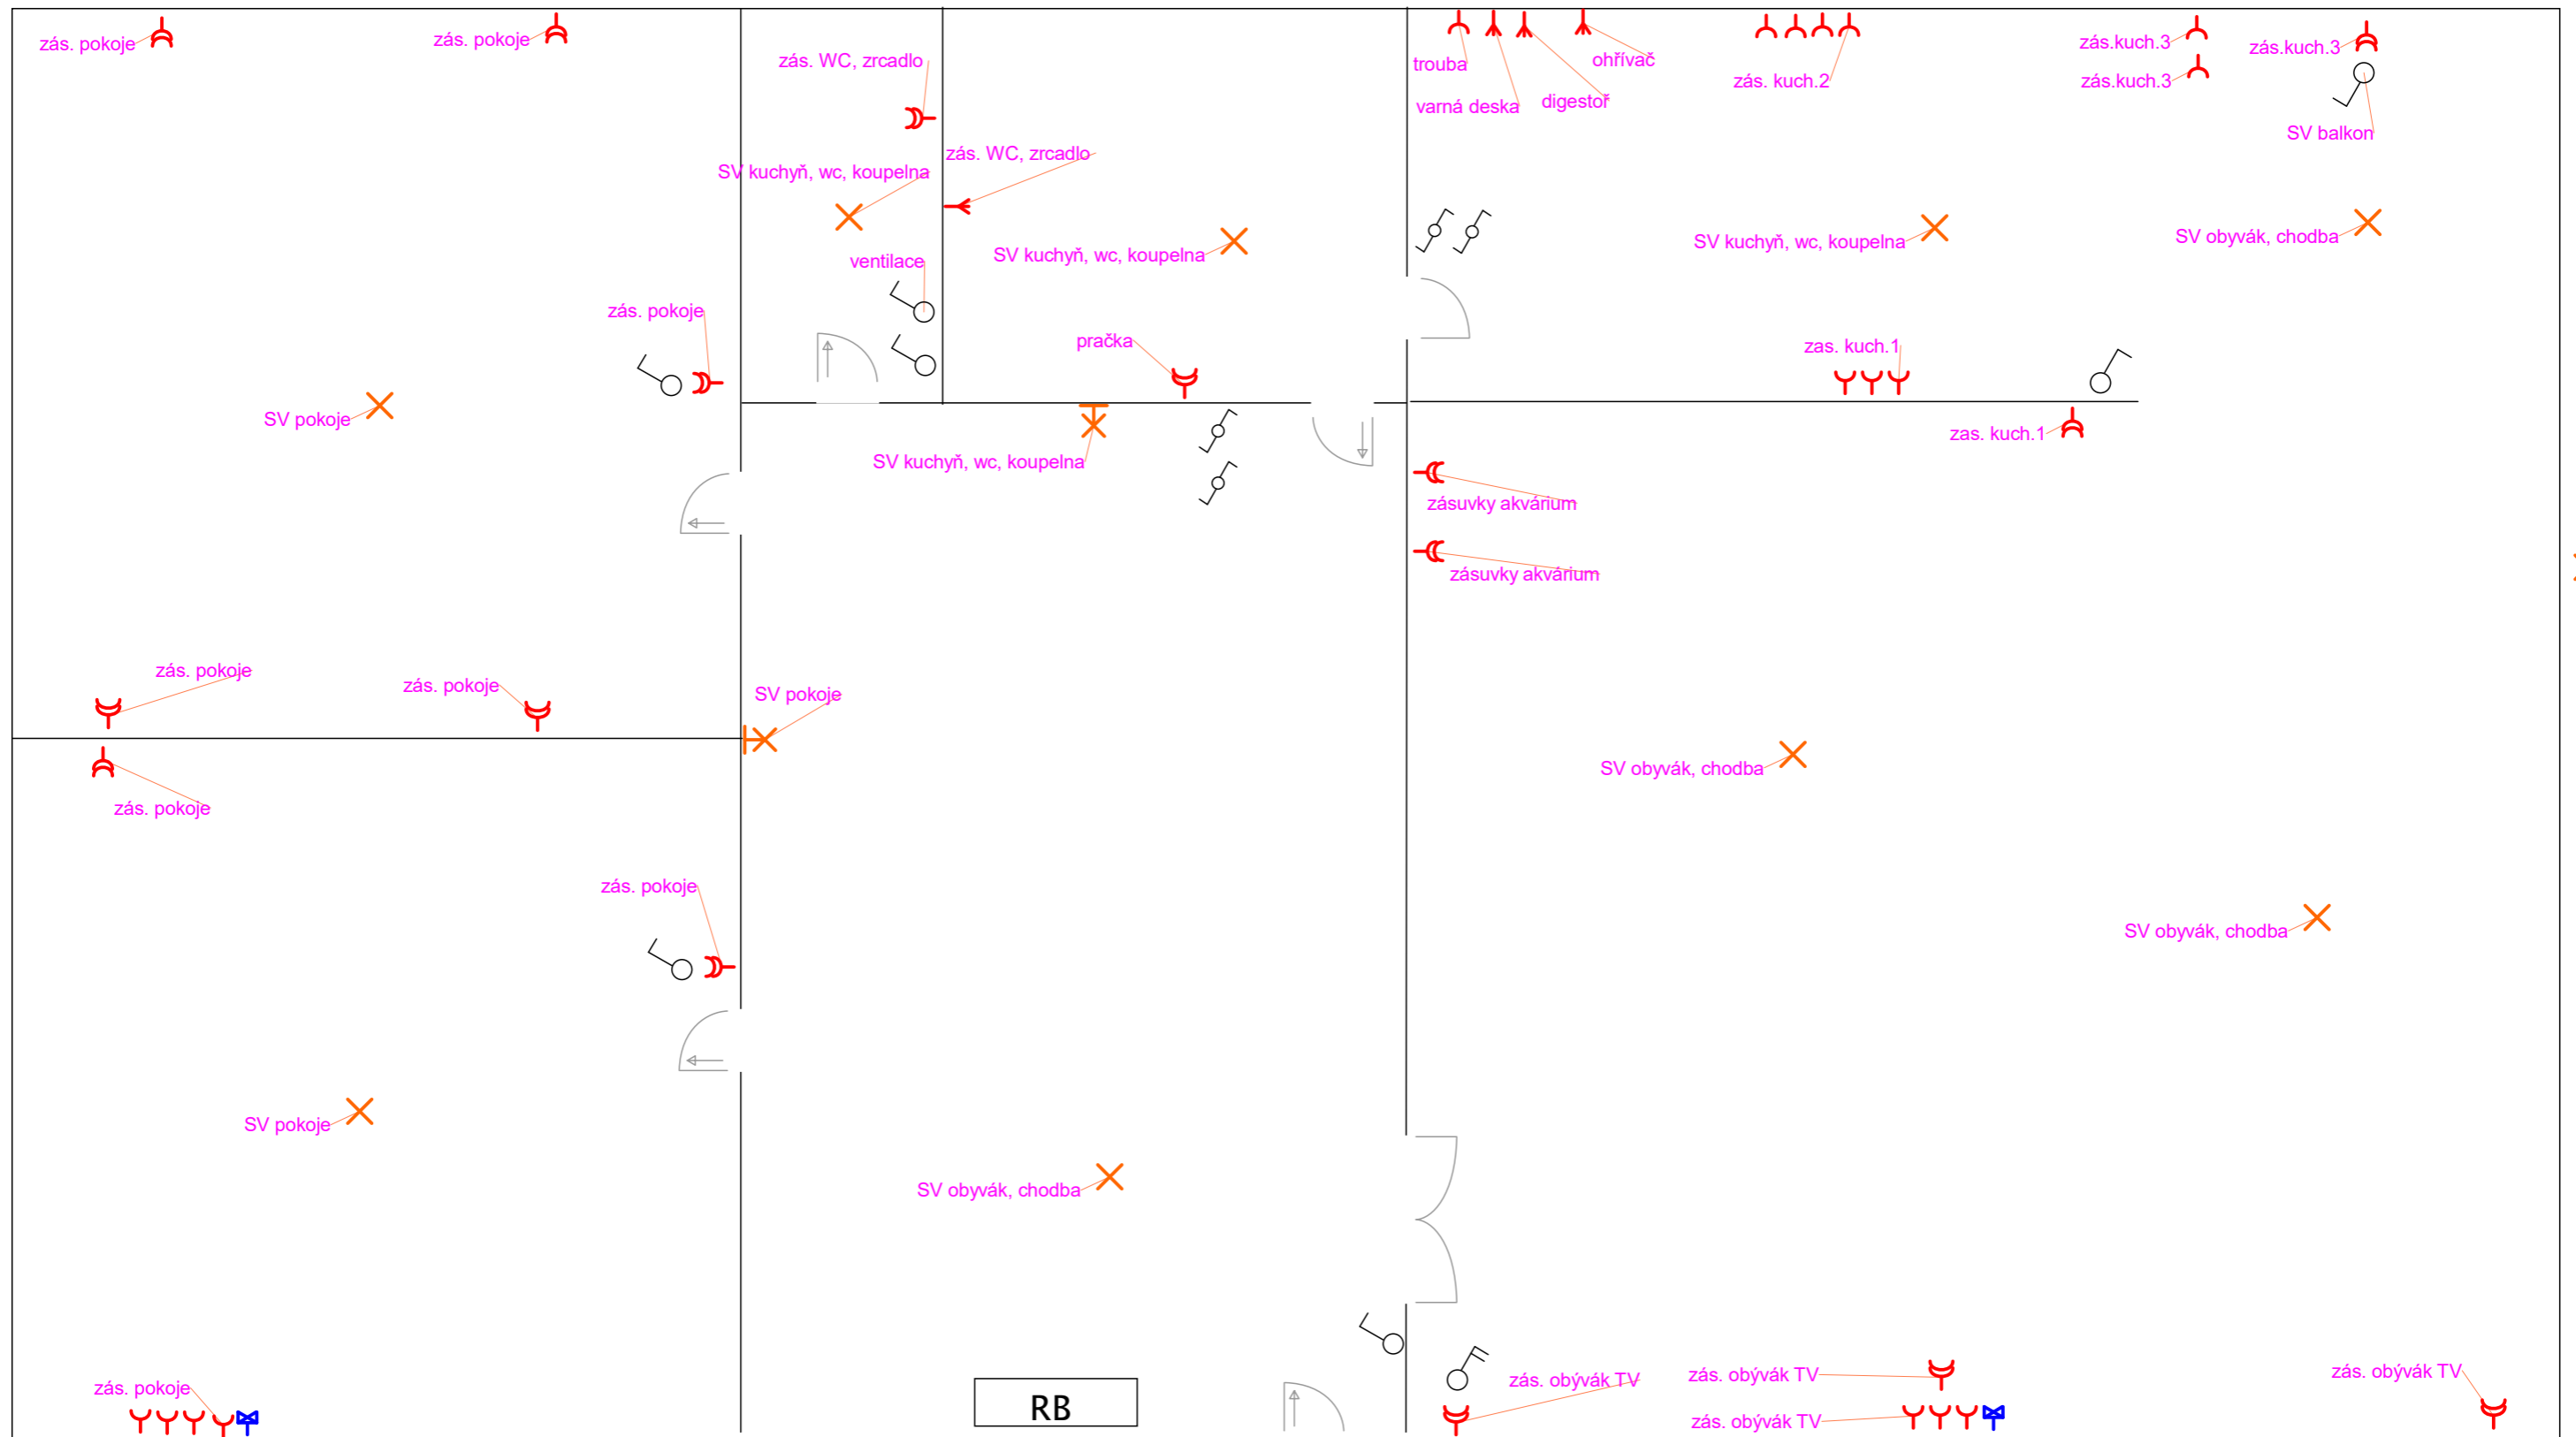 zás. pokoje
zás. pokoje
zás. WC, zrcadlo
trouba
ohřívač
varná deska
digestoř
zás. kuch.2
zás.kuch.3
zás.kuch.3
zás.kuch.3
SV balkon
zás. WC, zrcadlo
SV kuchyň, wc, koupelna
SV kuchyň, wc, koupelna
SV kuchyň, wc, koupelna
SV obyvák, chodba
ventilace
zás. pokoje
pračka
zas. kuch.1
SV pokoje
SV kuchyň, wc, koupelna
zas. kuch.1
zásuvky akvárium
zásuvky akvárium
zás. pokoje
zás. pokoje
SV pokoje
SV obyvák, chodba
zás. pokoje
zás. pokoje
SV obyvák, chodba
SV pokoje
SV obyvák, chodba
zás. pokoje
RB
zás. obývák TV
zás. obývák TV
zás. obývák TV
zás. obývák TV